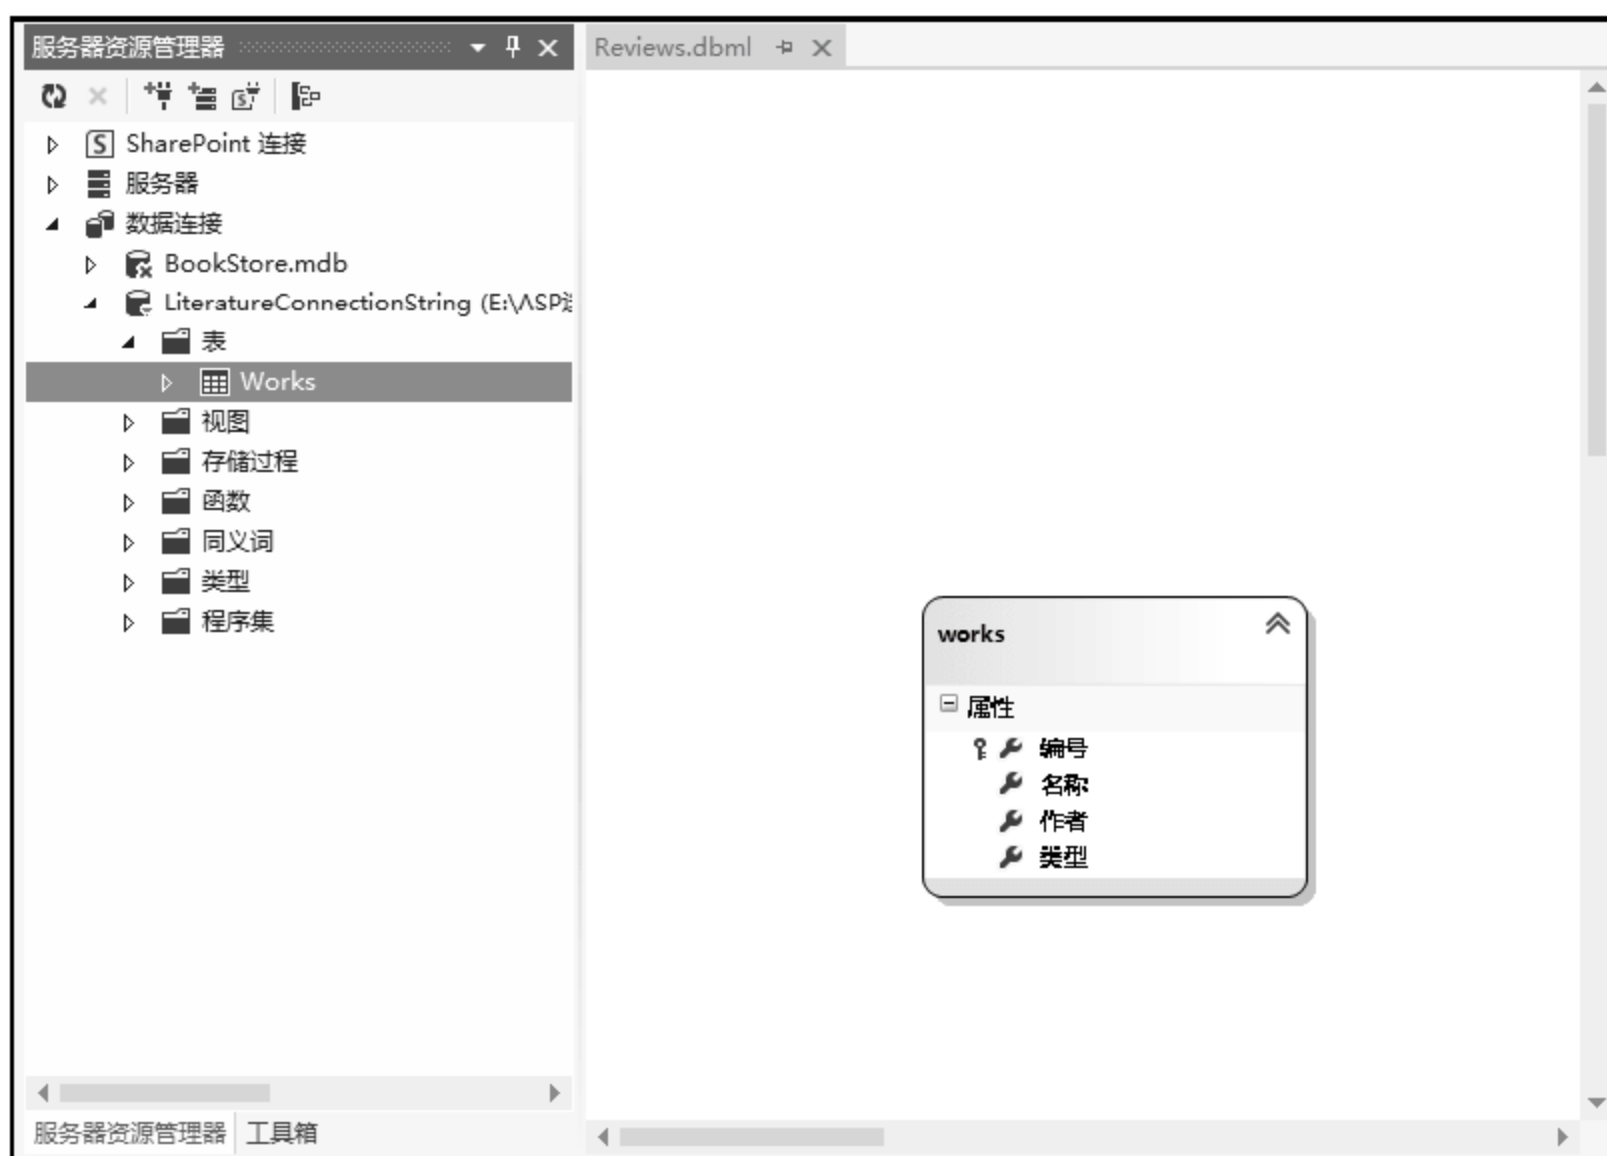 服务器资源管理器
Reviews.dbml
SharePoint 连接
服务器
数据连接
BookStore.mdb
LiteratureConnectionString (E:\ASP
表
Works
视图
存储过程
函数
同义词
类型
程序集
服务器资源管理器 工具箱
works
属性
编号
名称
作者
类型